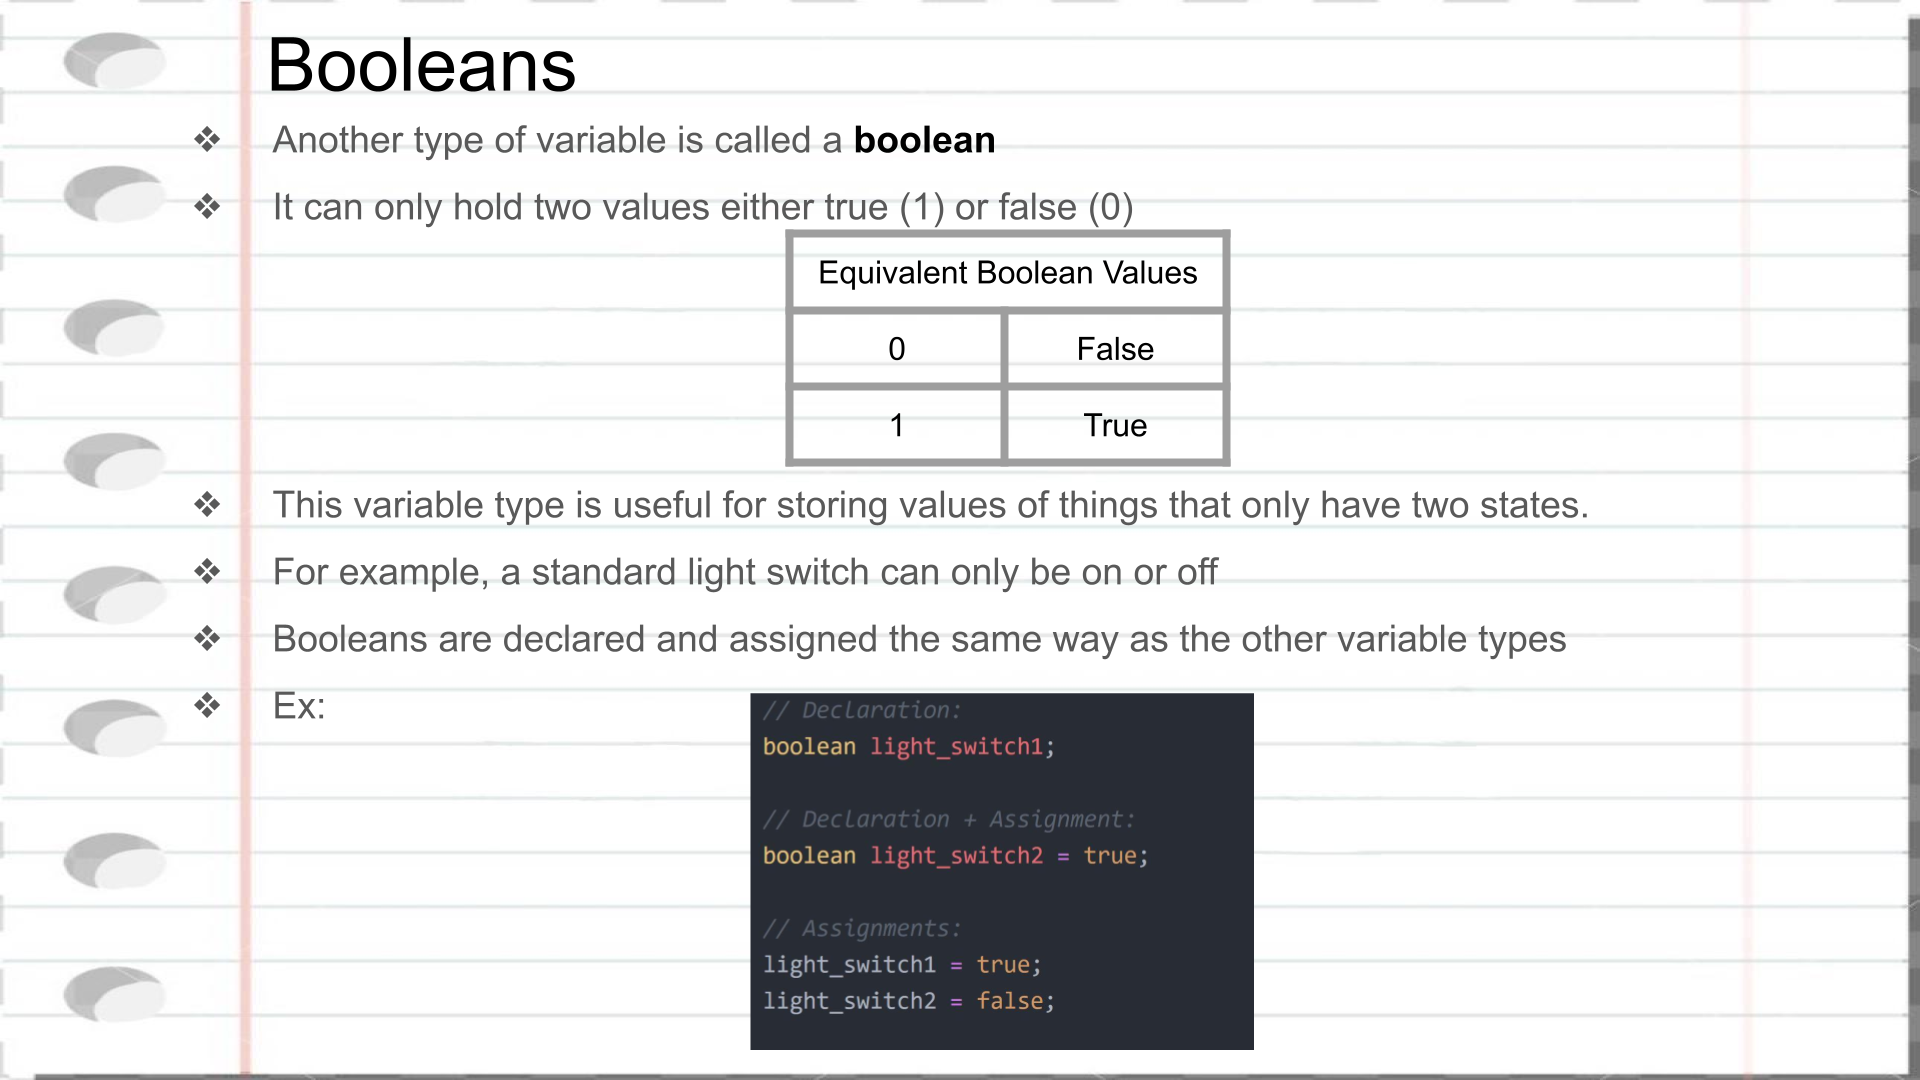 Booleans
❖ Another type of variable is called a boolean
❖ It can only hold two values either true (1) or false (0)
Equivalent Boolean Values
0 False
1 True
❖ This variable type is useful for storing values of things that only have two states.
❖ For example, a standard light switch can only be on or off
❖ Booleans are declared and assigned the same way as the other variable types
❖ Ex:
// Declaration:
boolean light_switch1;
// Declaration + Assignment:
boolean light_switch2 = true;
// Assignments:
light_switch1 = true;
light_switch2 = false;